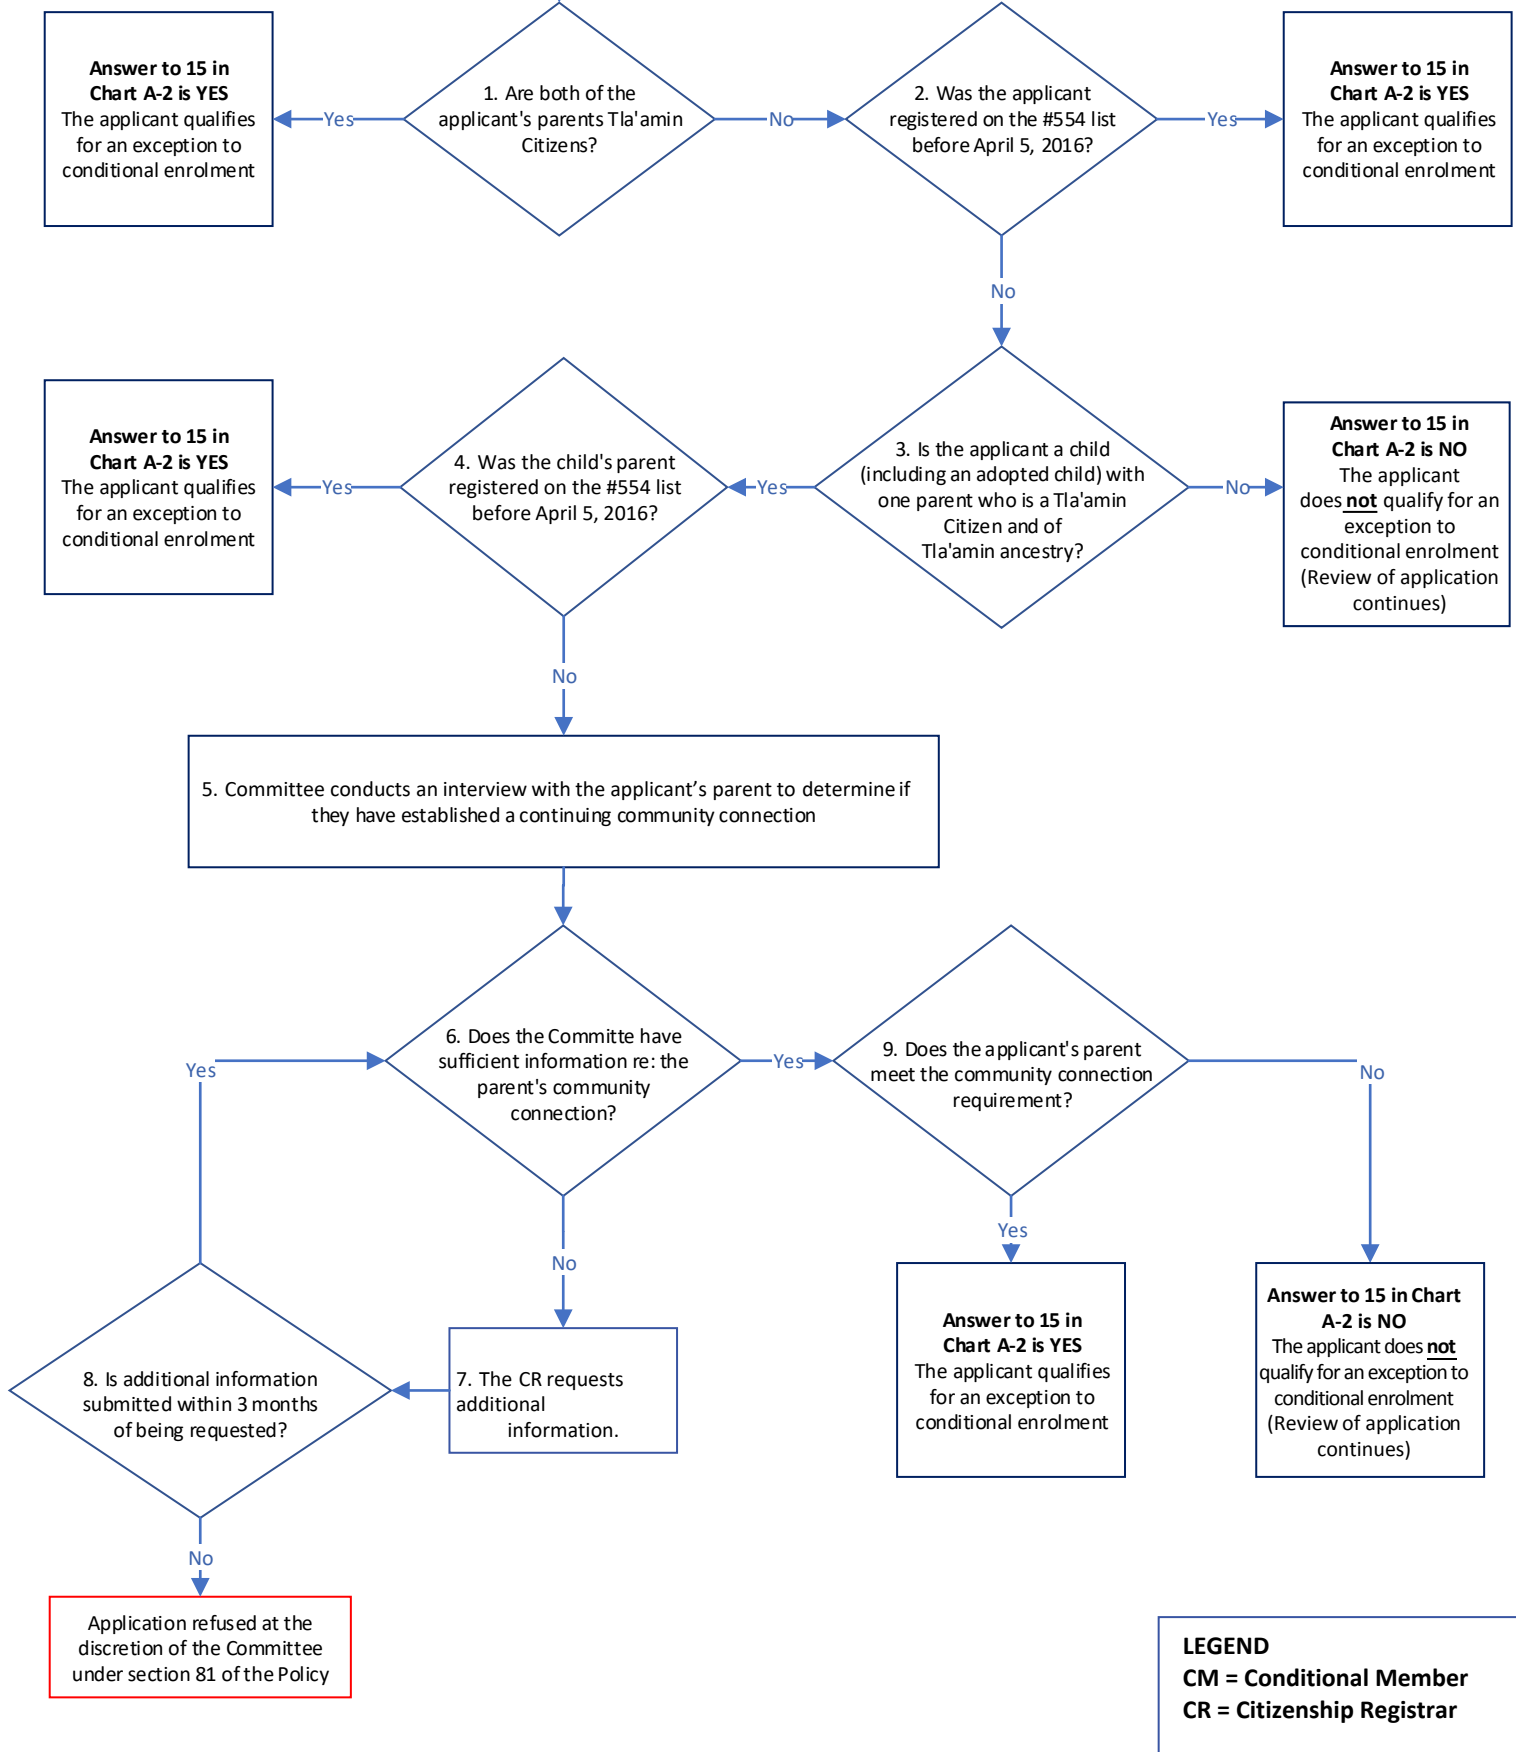 Answer to 15 in
Chart A-2 is YES
The applicant qualifies
for an exception to
conditional enrolment
Yes
1. Are both of the
applicant's parents Tla'amin
Citizens?
No
2. Was the applicant
registered on the #554 list
before April 5, 2016?
Yes
Answer to 15 in
Chart A-2 is YES
The applicant qualifies
for an exception to
conditional enrolment
No
Answer to 15 in
Chart A-2 is YES
The applicant qualifies
for an exception to
conditional enrolment
Yes
4. Was the child's parent
registered on the #554 list
before April 5, 2016?
Yes
3. Is the applicant a child
(including an adopted child) with
one parent who is a Tla'amin
Citizen and of
Tla'amin ancestry?
No
Answer to 15 in
Chart A-2 is NO
The applicant
does not qualify for an
exception to
conditional enrolment
(Review of application
continues)
No
5. Committee conducts an interview with the applicant’s parent to determine if
they have established a continuing community connection
Yes
6. Does the Committe have
sufficient information re: the
parent's community
connection?
Yes
9. Does the applicant's parent
meet the community connection
requirement?
No
No
Yes
8. Is additional information
submitted within 3 months
of being requested?
7. The CR requests
additional
information.
Answer to 15 in
Chart A-2 is YES
The applicant qualifies
for an exception to
conditional enrolment
Answer to 15 in Chart
A-2 is NO
The applicant does not
qualify for an exception to
conditional enrolment
(Review of application
continues)
No
Application refused at the
discretion of the Committee
under section 81 of the Policy
LEGEND
CM = Conditional Member
CR = Citizenship Registrar